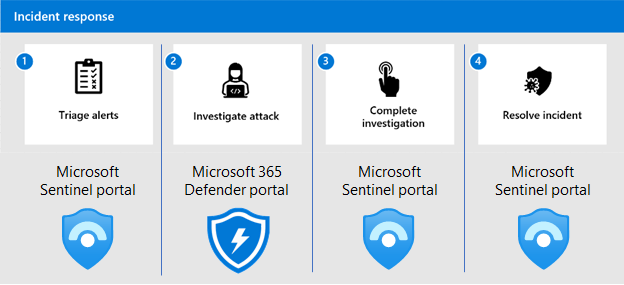 Incident response
1
Triage alerts
Microsoft
Sentinel portal
2
</>
Investigate attack
Microsoft 365
Defender portal
3
Complete
investigation
Microsoft
Sentinel portal
4
Resolve incident
Microsoft
Sentinel portal